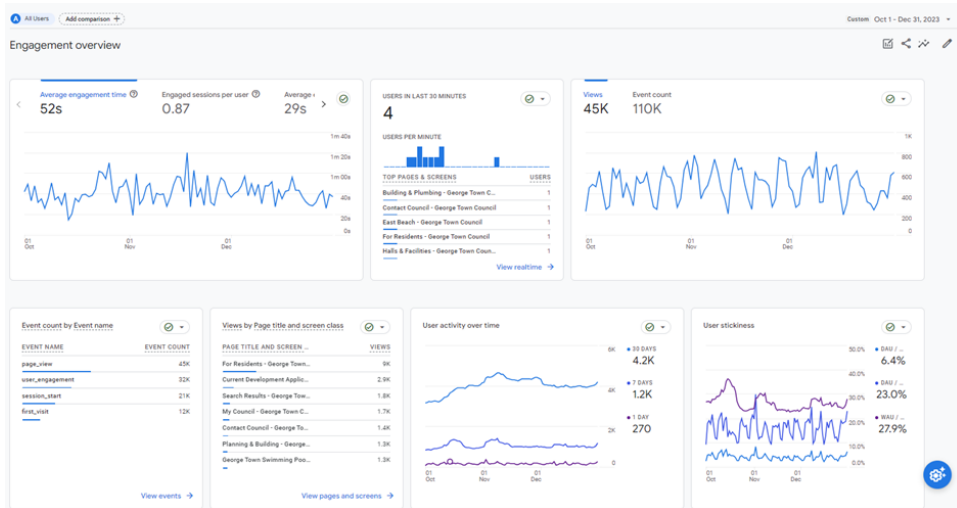 A All Users Add comparison + Custom Oct 1 - Dec 31, 2023
Engagement overview
Average engagement time Engaged sessions per user Average
52s 0.87 29s
1m 40s
1m 20s
1m 00s
40s
20s
0s
01 Oct 01 Nov 01 Dec
USERS IN LAST 30 MINUTES
4
USERS PER MINUTE
TOP PAGES & SCREENS USERS
Building & Plumbing - George Town C... 1
Contact Council - George Town Council 1
East Beach - George Town Council 1
For Residents - George Town Council 1
Halls & Facilities - George Town Coun... 1
View realtime
Views Event count
45K 110K
1K
800
600
400
200
0
01 Oct 01 Nov 01 Dec
Event count by Event name
EVENT NAME EVENT COUNT
page_view 45K
user_engagement 32K
session_start 21K
first_visit 12K
View events
Views by Page title and screen class
PAGE TITLE AND SCREEN ... VIEWS
For Residents - George Town... 9K
Current Development Applic... 2.9K
Search Results - George Tow... 1.8K
My Council - George Town C... 1.7K
Contact Council - George To... 1.4K
Planning & Building - George... 1.3K
George Town Swimming Poo... 1.3K
View pages and screens
User activity over time
6K
4K
2K
0
01 Oct 01 Nov 01 Dec
30 DAYS
4.2K
7 DAYS
1.2K
1 DAY
270
User stickiness
50.0%
40.0%
30.0%
20.0%
10.0%
0.0%
01 Oct 01 Nov 01 Dec
DAU / ...
6.4%
DAU / ...
23.0%
WAU / ...
27.9%